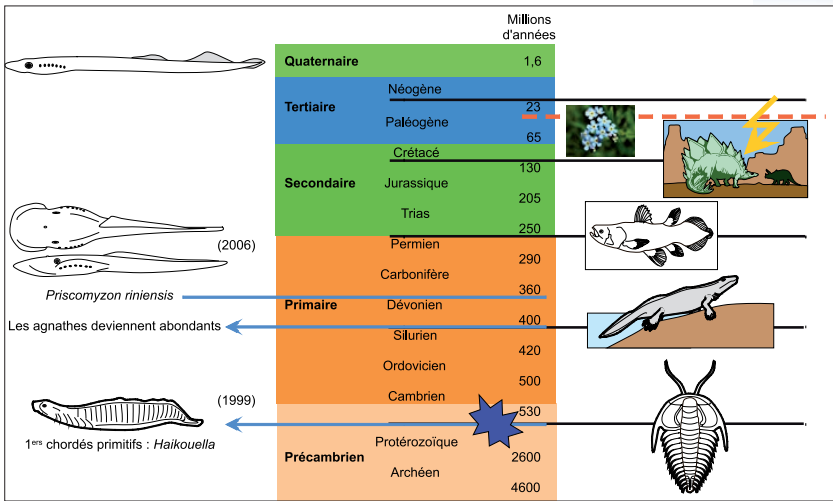 Millions
d'années
Quaternaire
1,6
Néogène
23
Tertiaire
Paléogène
65
Crétacé
130
Secondaire
Jurassique
205
Trias
250
(2006)
Permien
290
Carbonifère
Priscomyzon riniensis
360
Primaire
Dévonien
Les agnathes deviennent abondants
400
Silurien
420
Ordovicien
500
Cambrien
(1999)
530
1ers chordés primitifs : Haikouella
Protérozoïque
Précambrien
2600
Archéen
4600